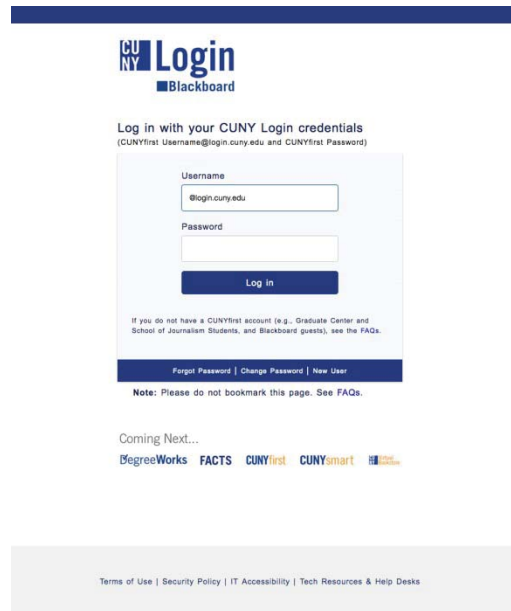 CU
NY Login
Blackboard
Log in with your CUNY Login credentials
(CUNYfirst Username@login.cuny.edu and CUNYfirst Password)
Username
@login.cuny.edu
Password
Log in
If you do not have a CUNYfirst account (e.g., Graduate Center and
School of Journalism Students, and Blackboard guests), see the FAQs.
Forgot Password | Change Password | New User
Note: Please do not bookmark this page. See FAQs.
Coming Next...
DegreeWorks FACTS CUNYfirst CUNYsmart
Terms of Use | Security Policy | IT Accessibility | Tech Resources & Help Desks